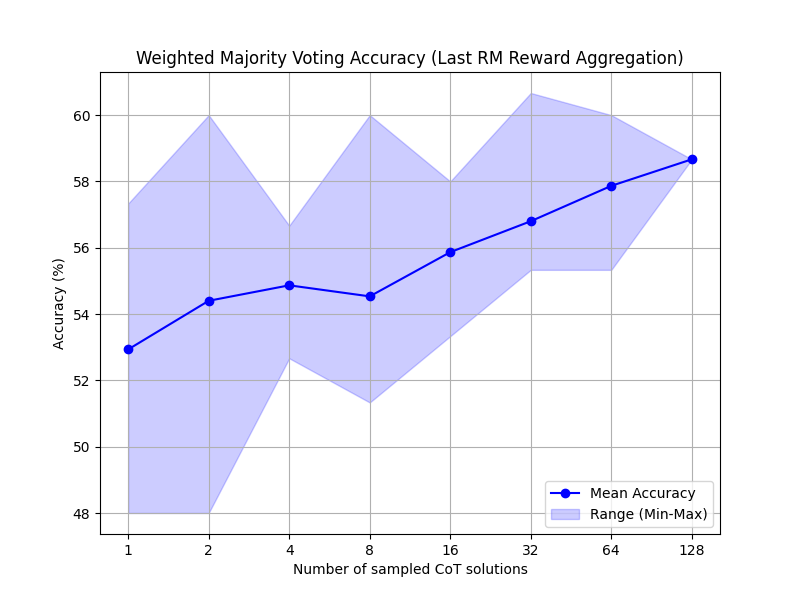 Weighted Majority Voting Accuracy (Last RM Reward Aggregation)
Accuracy (%)
60
58
56
54
52
50
48
1 2 4 8 16 32 64 128
Number of sampled CoT solutions
Mean Accuracy
Range (Min-Max)